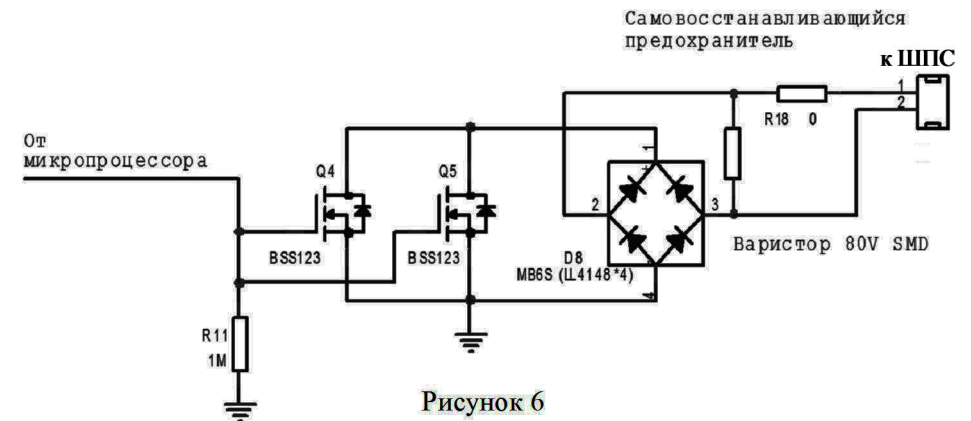 Самовосстанавливающийся
предохранитель
к ШПС
1
2
R18 0
От
микропроцессора
Q4
Q5
1
2
3
BSS123
BSS123
Варистор 80V SMD
D8
MB6S (LL4148*4)
4
R11
1M
Рисунок 6